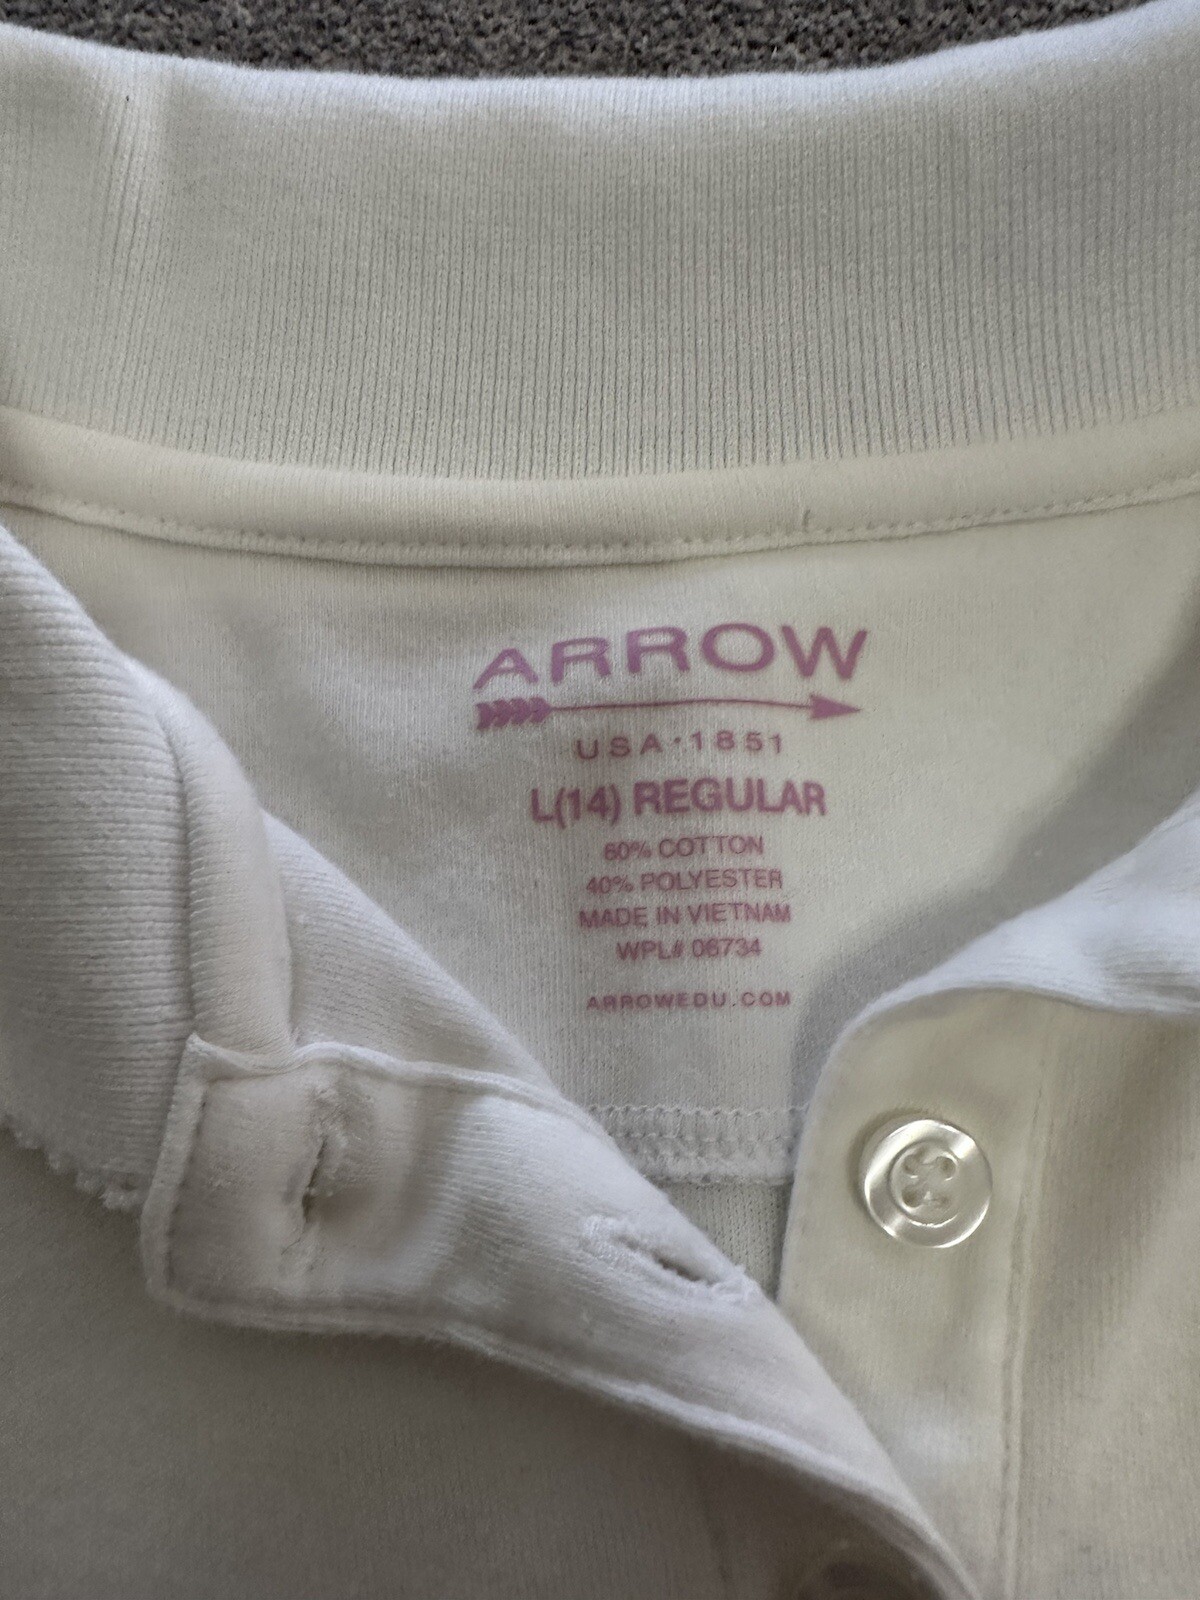 ARROW
USA·1851
L(14) REGULAR
60% COTTON
40% POLYESTER
MADE IN VIETNAM
WPL# 06734
ARROWEDU.COM